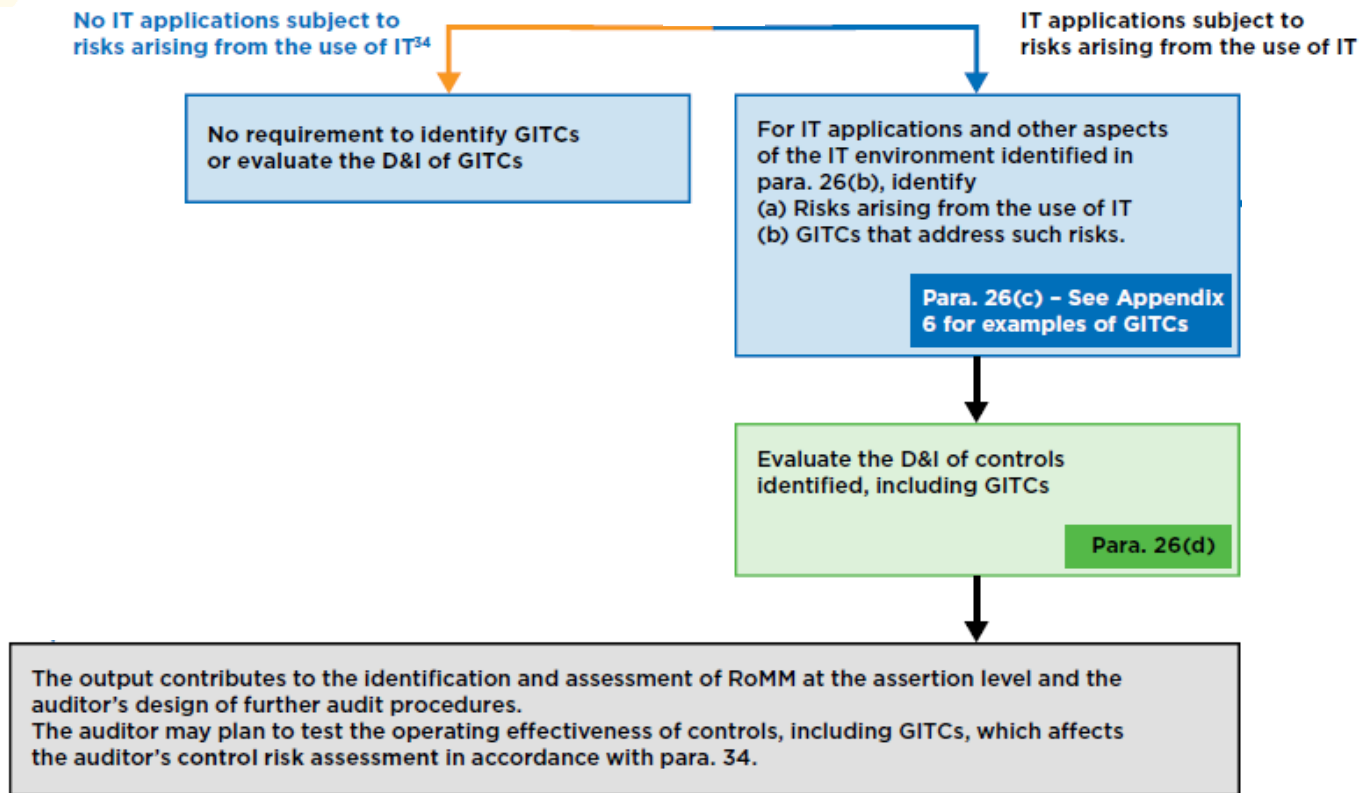 No IT applications subject to
risks arising from the use of IT³⁴
IT applications subject to
risks arising from the use of IT
No requirement to identify GITCs
or evaluate the D&I of GITCs
For IT applications and other aspects
of the IT environment identified in
para. 26(b), identify
(a) Risks arising from the use of IT
(b) GITCs that address such risks.
Para. 26(c) – See Appendix
6 for examples of GITCs
Evaluate the D&I of controls
identified, including GITCs
Para. 26(d)
The output contributes to the identification and assessment of RoMM at the assertion level and the
auditor’s design of further audit procedures.
The auditor may plan to test the operating effectiveness of controls, including GITCs, which affects
the auditor’s control risk assessment in accordance with para. 34.